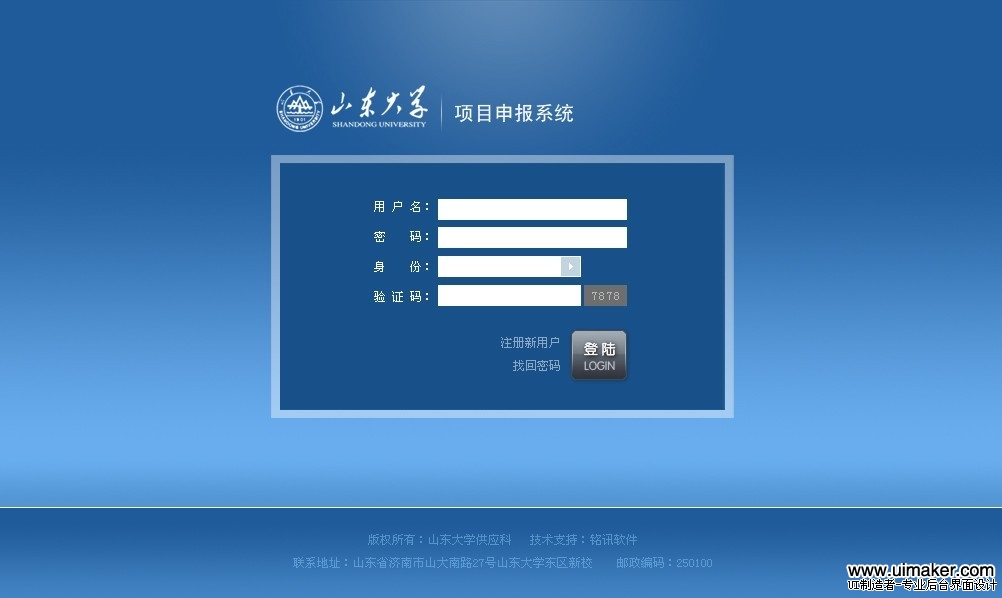 山东大学
SHANDONG UNIVERSITY
项目申报系统
用户名：
密码：
身份：
验证码： 7878
注册新用户
找回密码
登陆
LOGIN
版权所有：山东大学供应科 技术支持：铭讯软件
联系地址：山东省济南市山大南路27号山东大学东区新校 邮政编码：250100
www.uimaker.com
UI制造者-专业后台界面设计